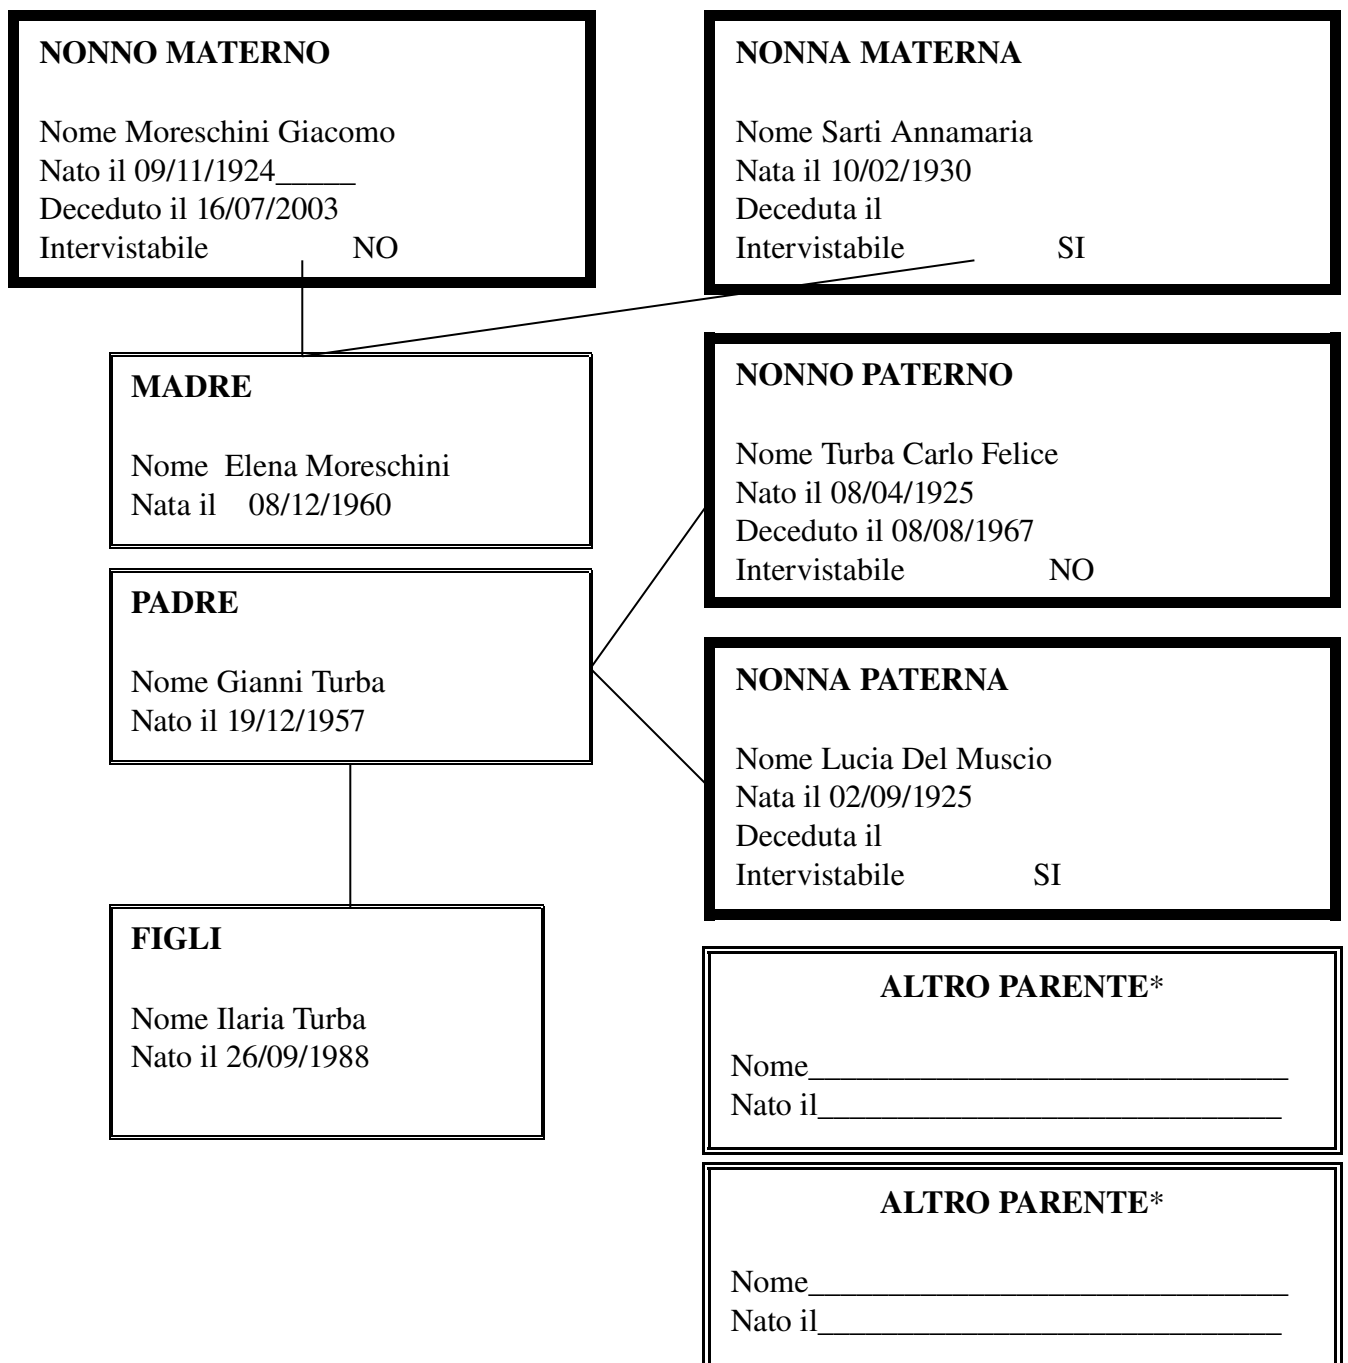 NONNO MATERNO
Nome Moreschini Giacomo
Nato il 09/11/1924_____
Deceduto il 16/07/2003
Intervistabile NO
NONNA MATERNA
Nome Sarti Annamaria
Nata il 10/02/1930
Deceduta il
Intervistabile SI
MADRE
Nome Elena Moreschini
Nata il 08/12/1960
NONNO PATERNO
Nome Turba Carlo Felice
Nato il 08/04/1925
Deceduto il 08/08/1967
Intervistabile NO
PADRE
Nome Gianni Turba
Nato il 19/12/1957
NONNA PATERNA
Nome Lucia Del Muscio
Nata il 02/09/1925
Deceduta il
Intervistabile SI
FIGLI
Nome Ilaria Turba
Nato il 26/09/1988
ALTRO PARENTE*
Nome______________________________
Nato il_____________________________
ALTRO PARENTE*
Nome______________________________
Nato il_____________________________